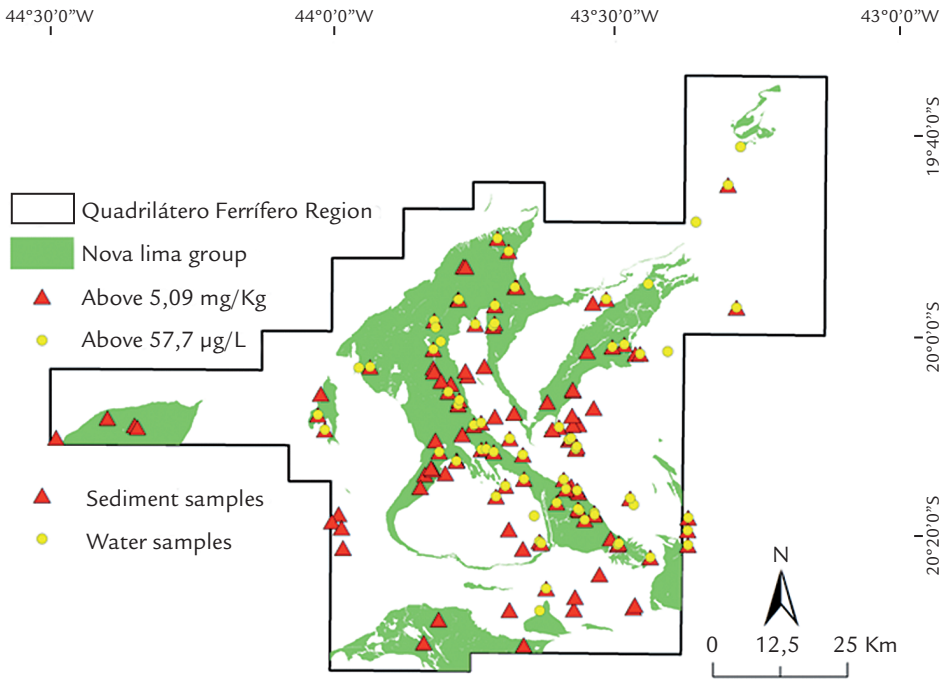 44°30'0"W 44°0'0"W 43°30'0"W 43°0'0"W
19°40'0"S
Quadrilátero Ferrífero Region
Nova lima group
Above 5,09 mg/Kg
Above 57,7 µg/L
20°0'0"S
Sediment samples
Water samples
20°20'0"S
N
0 12,5 25 Km